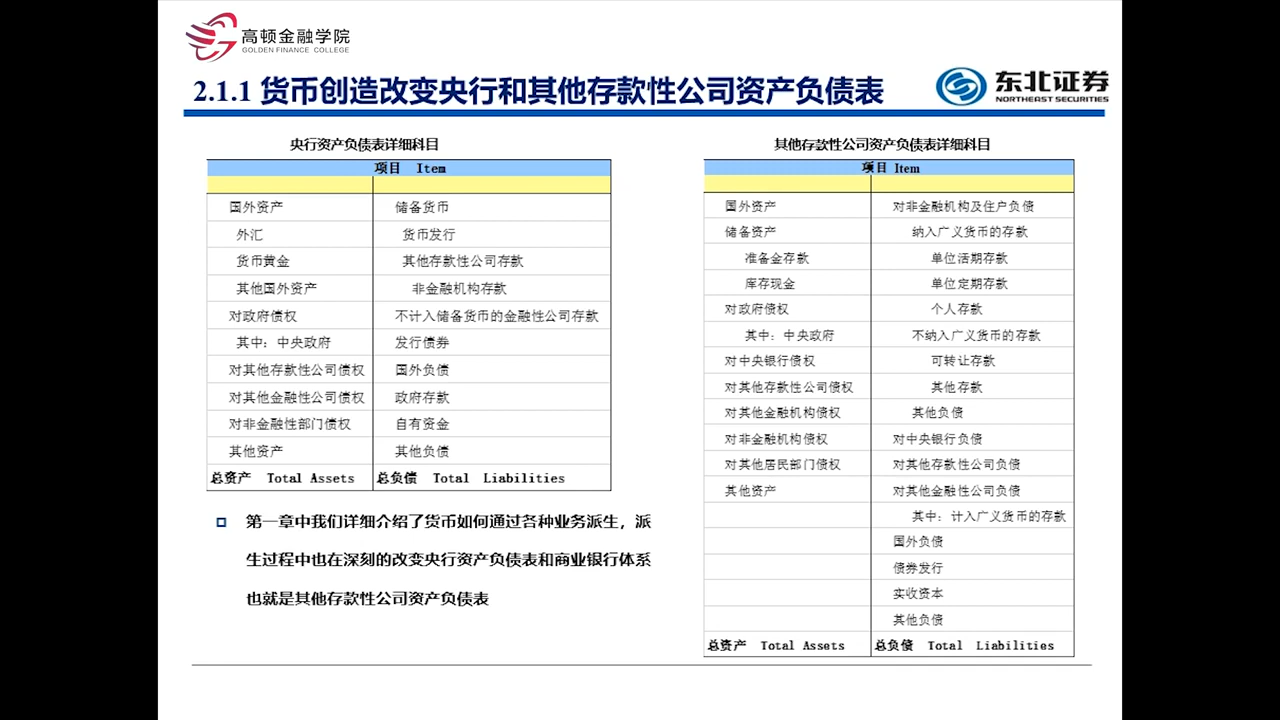 高顿金融学院
GOLDEN FINANCE COLLEGE
2.1.1 货币创造改变央行和其他存款性公司资产负债表
东北证券
NORTHEAST SECURITIES
央行资产负债表详细科目
项目 Item
国外资产 储备货币
外汇 货币发行
货币黄金 其他存款性公司存款
其他国外资产 非金融机构存款
对政府债权 不计入储备货币的金融性公司存款
其中：中央政府 发行债券
对其他存款性公司债权 国外负债
对其他金融性公司债权 政府存款
对非金融性部门债权 自有资金
其他资产 其他负债
总资产 Total Assets 总负债 Total Liabilities
第一章中我们详细介绍了货币如何通过各种业务派生，派
生过程中也在深刻的改变央行资产负债表和商业银行体系
也就是其他存款性公司资产负债表
其他存款性公司资产负债表详细科目
项目 Item
国外资产 对非金融机构及住户负债
储备资产 纳入广义货币的存款
准备金存款 单位活期存款
库存现金 单位定期存款
对政府债权 个人存款
其中：中央政府 不纳入广义货币的存款
对中央银行债权 可转让存款
对其他存款性公司债权 其他存款
对其他金融机构债权 其他负债
对非金融机构债权 对中央银行负债
对其他居民部门债权 对其他存款性公司负债
其他资产 对其他金融性公司负债
其中：计入广义货币的存款
国外负债
债券发行
实收资本
其他负债
总资产 Total Assets 总负债 Total Liabilities